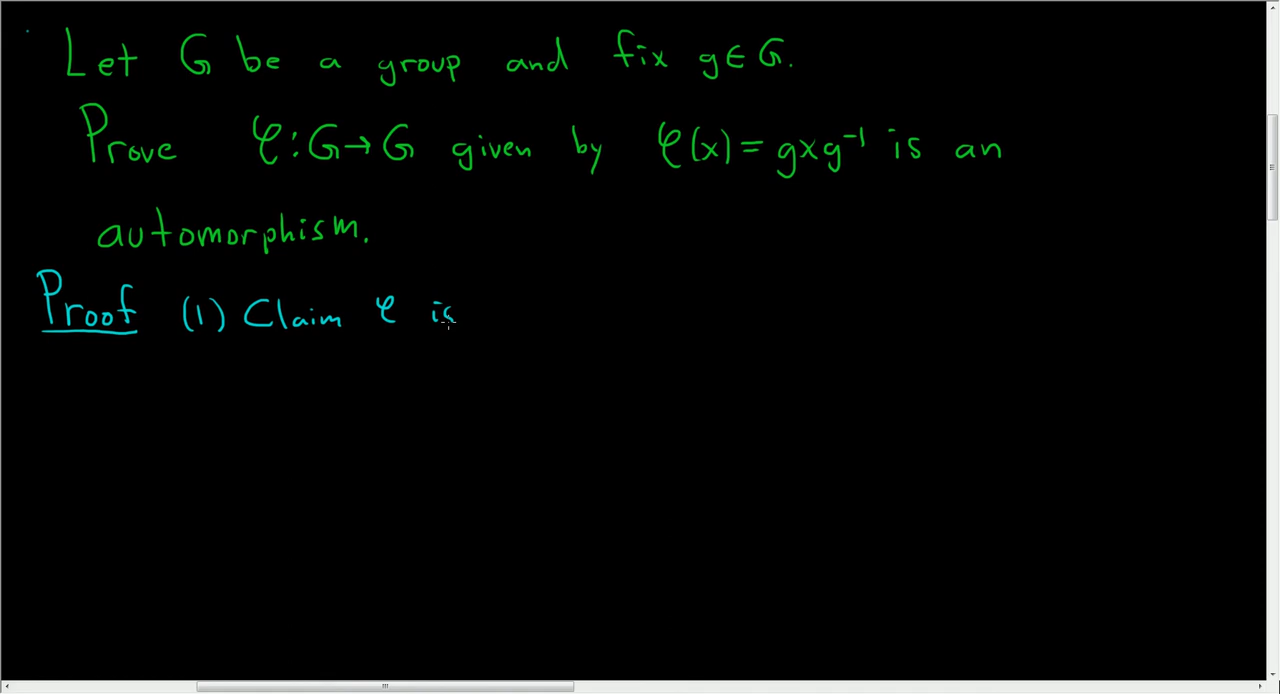 Let G be a group and fix g∈G.
Prove φ:G→G given by φ(x)=gxg⁻¹ is an
automorphism.
Proof (1) Claim φ is